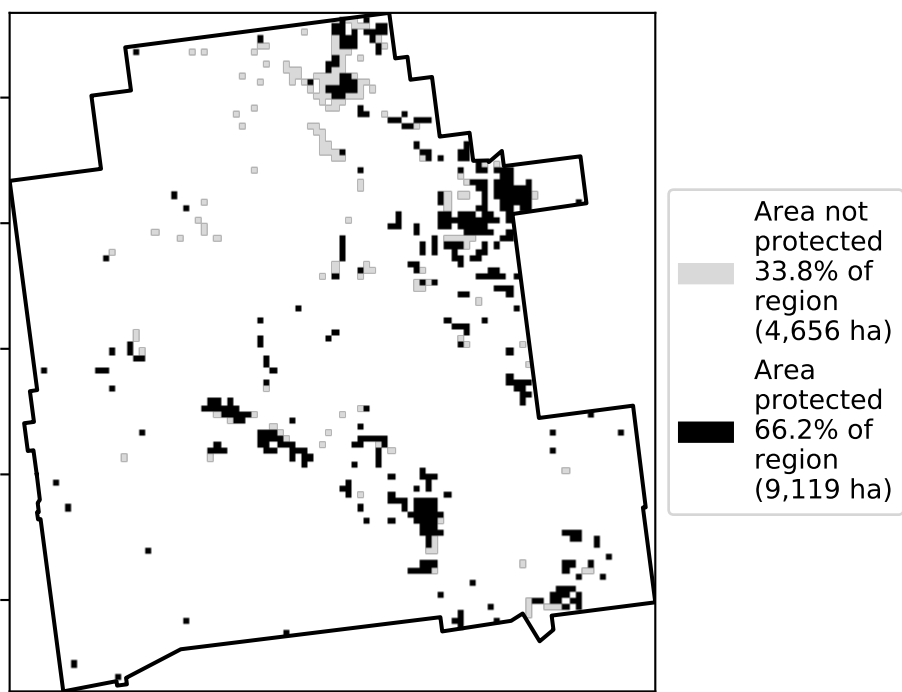 Area not
protected
33.8% of
region
(4,656 ha)
Area
protected
66.2% of
region
(9,119 ha)